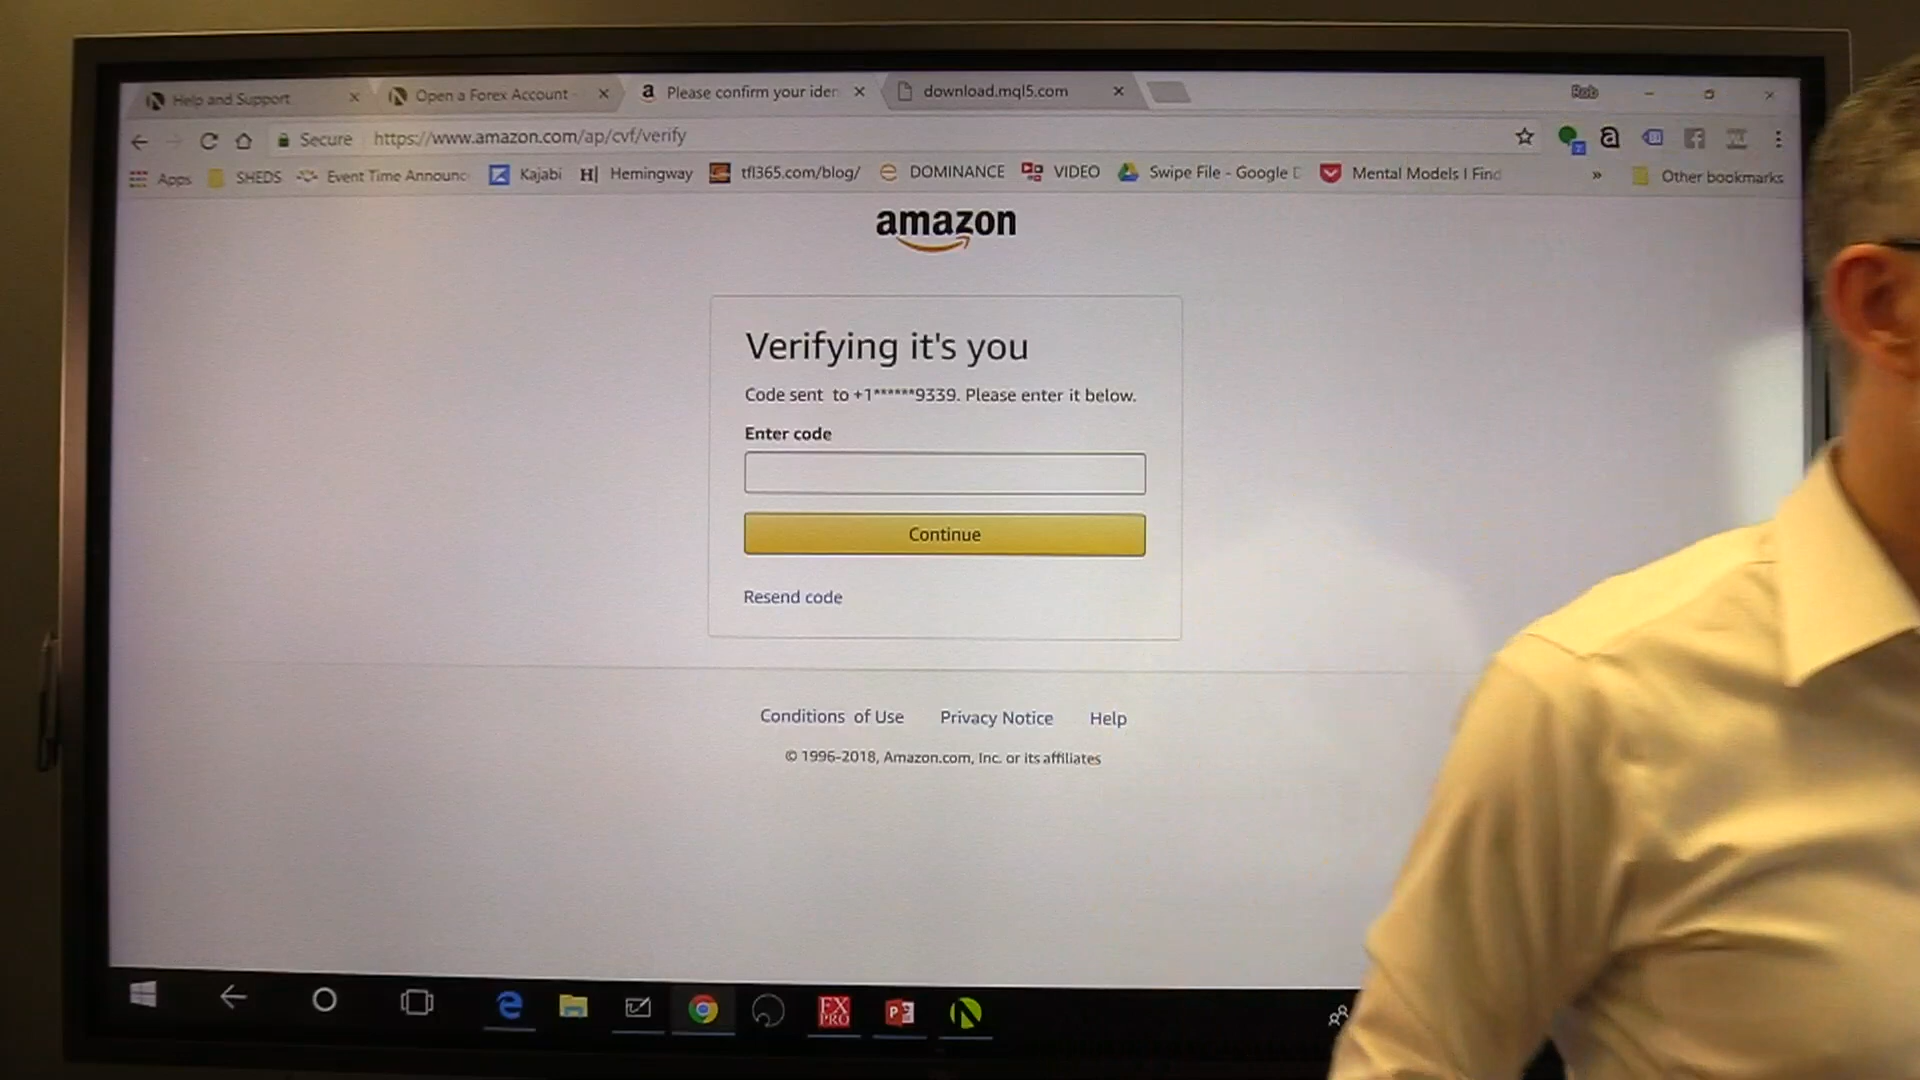 Help and Support
Open a Forex Account -
a Please confirm your iden
download.mql5.com
Rob
Secure https://www.amazon.com/ap/cvf/verify
Apps SHEDS Event Time Announc Kajabi H| Hemingway tfl365.com/blog/ DOMINANCE VIDEO Swipe File - Google D Mental Models I Find » Other bookmarks
amazon
Verifying it's you
Code sent to +1******9339. Please enter it below.
Enter code
Continue
Resend code
Conditions of Use Privacy Notice Help
© 1996-2018, Amazon.com, Inc. or its affiliates
FX PRO